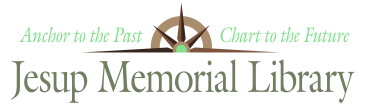 Anchor to the Past Chart to the Future
Jesup Memorial Library